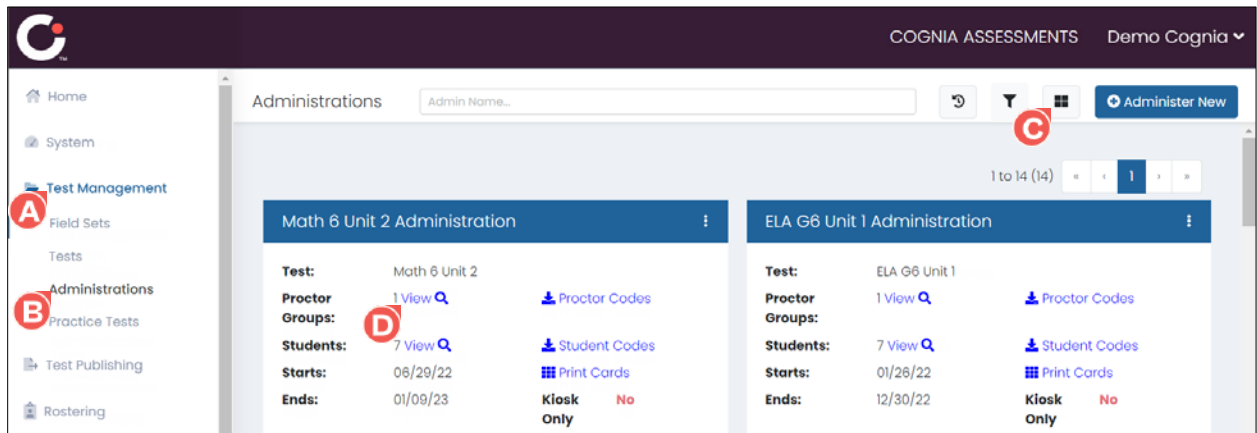 COGNIA ASSESSMENTS Demo Cognia
TM
Home
System
Test Management
A
Field Sets
Tests
Administrations
B
Practice Tests
Test Publishing
Rostering
Administrations Admin Name... Administer New
C
1 to 14 (14) « ‹ 1 › »
Math 6 Unit 2 Administration
Test: Math 6 Unit 2
Proctor Groups: 1 View Proctor Codes
D
Students: 7 View Student Codes
Starts: 06/29/22 Print Cards
Ends: 01/09/23 Kiosk Only No
ELA G6 Unit 1 Administration
Test: ELA G6 Unit 1
Proctor Groups: 1 View Proctor Codes
Students: 7 View Student Codes
Starts: 01/26/22 Print Cards
Ends: 12/30/22 Kiosk Only No